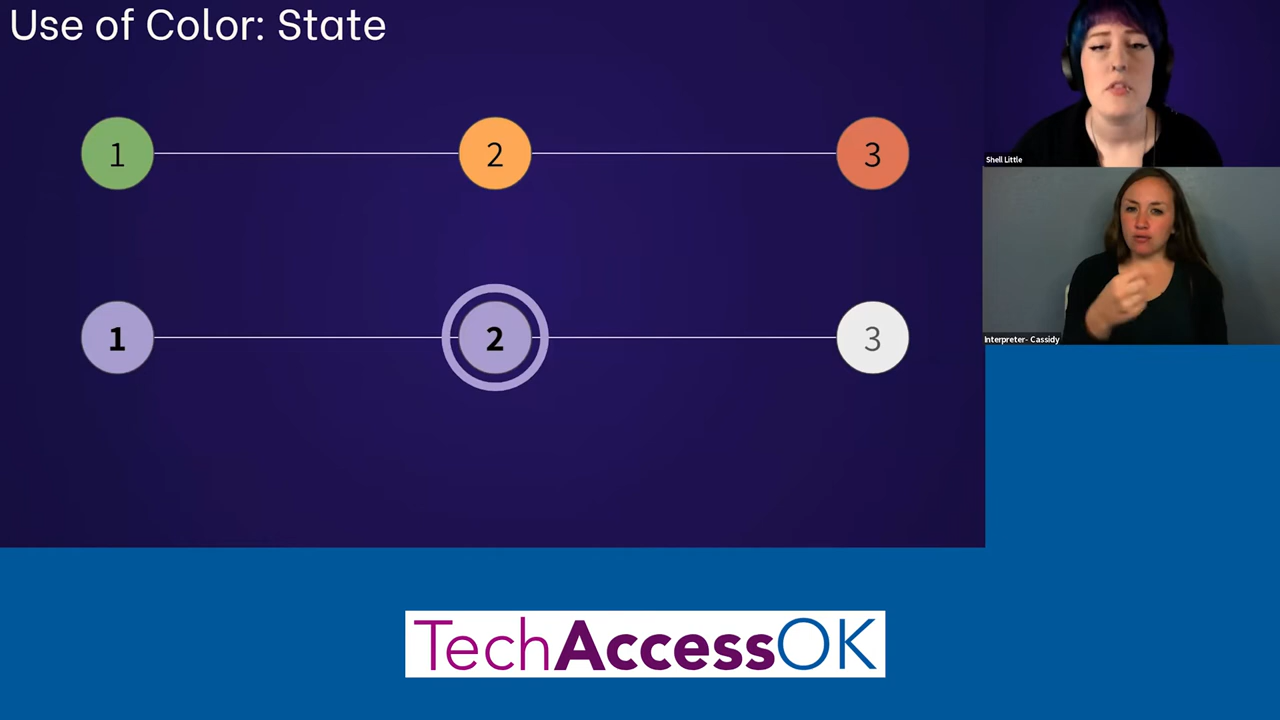 Use of Color: State
1 2 3
1 2 3
Shell Little
Interpreter- Cassidy
TechAccessOK